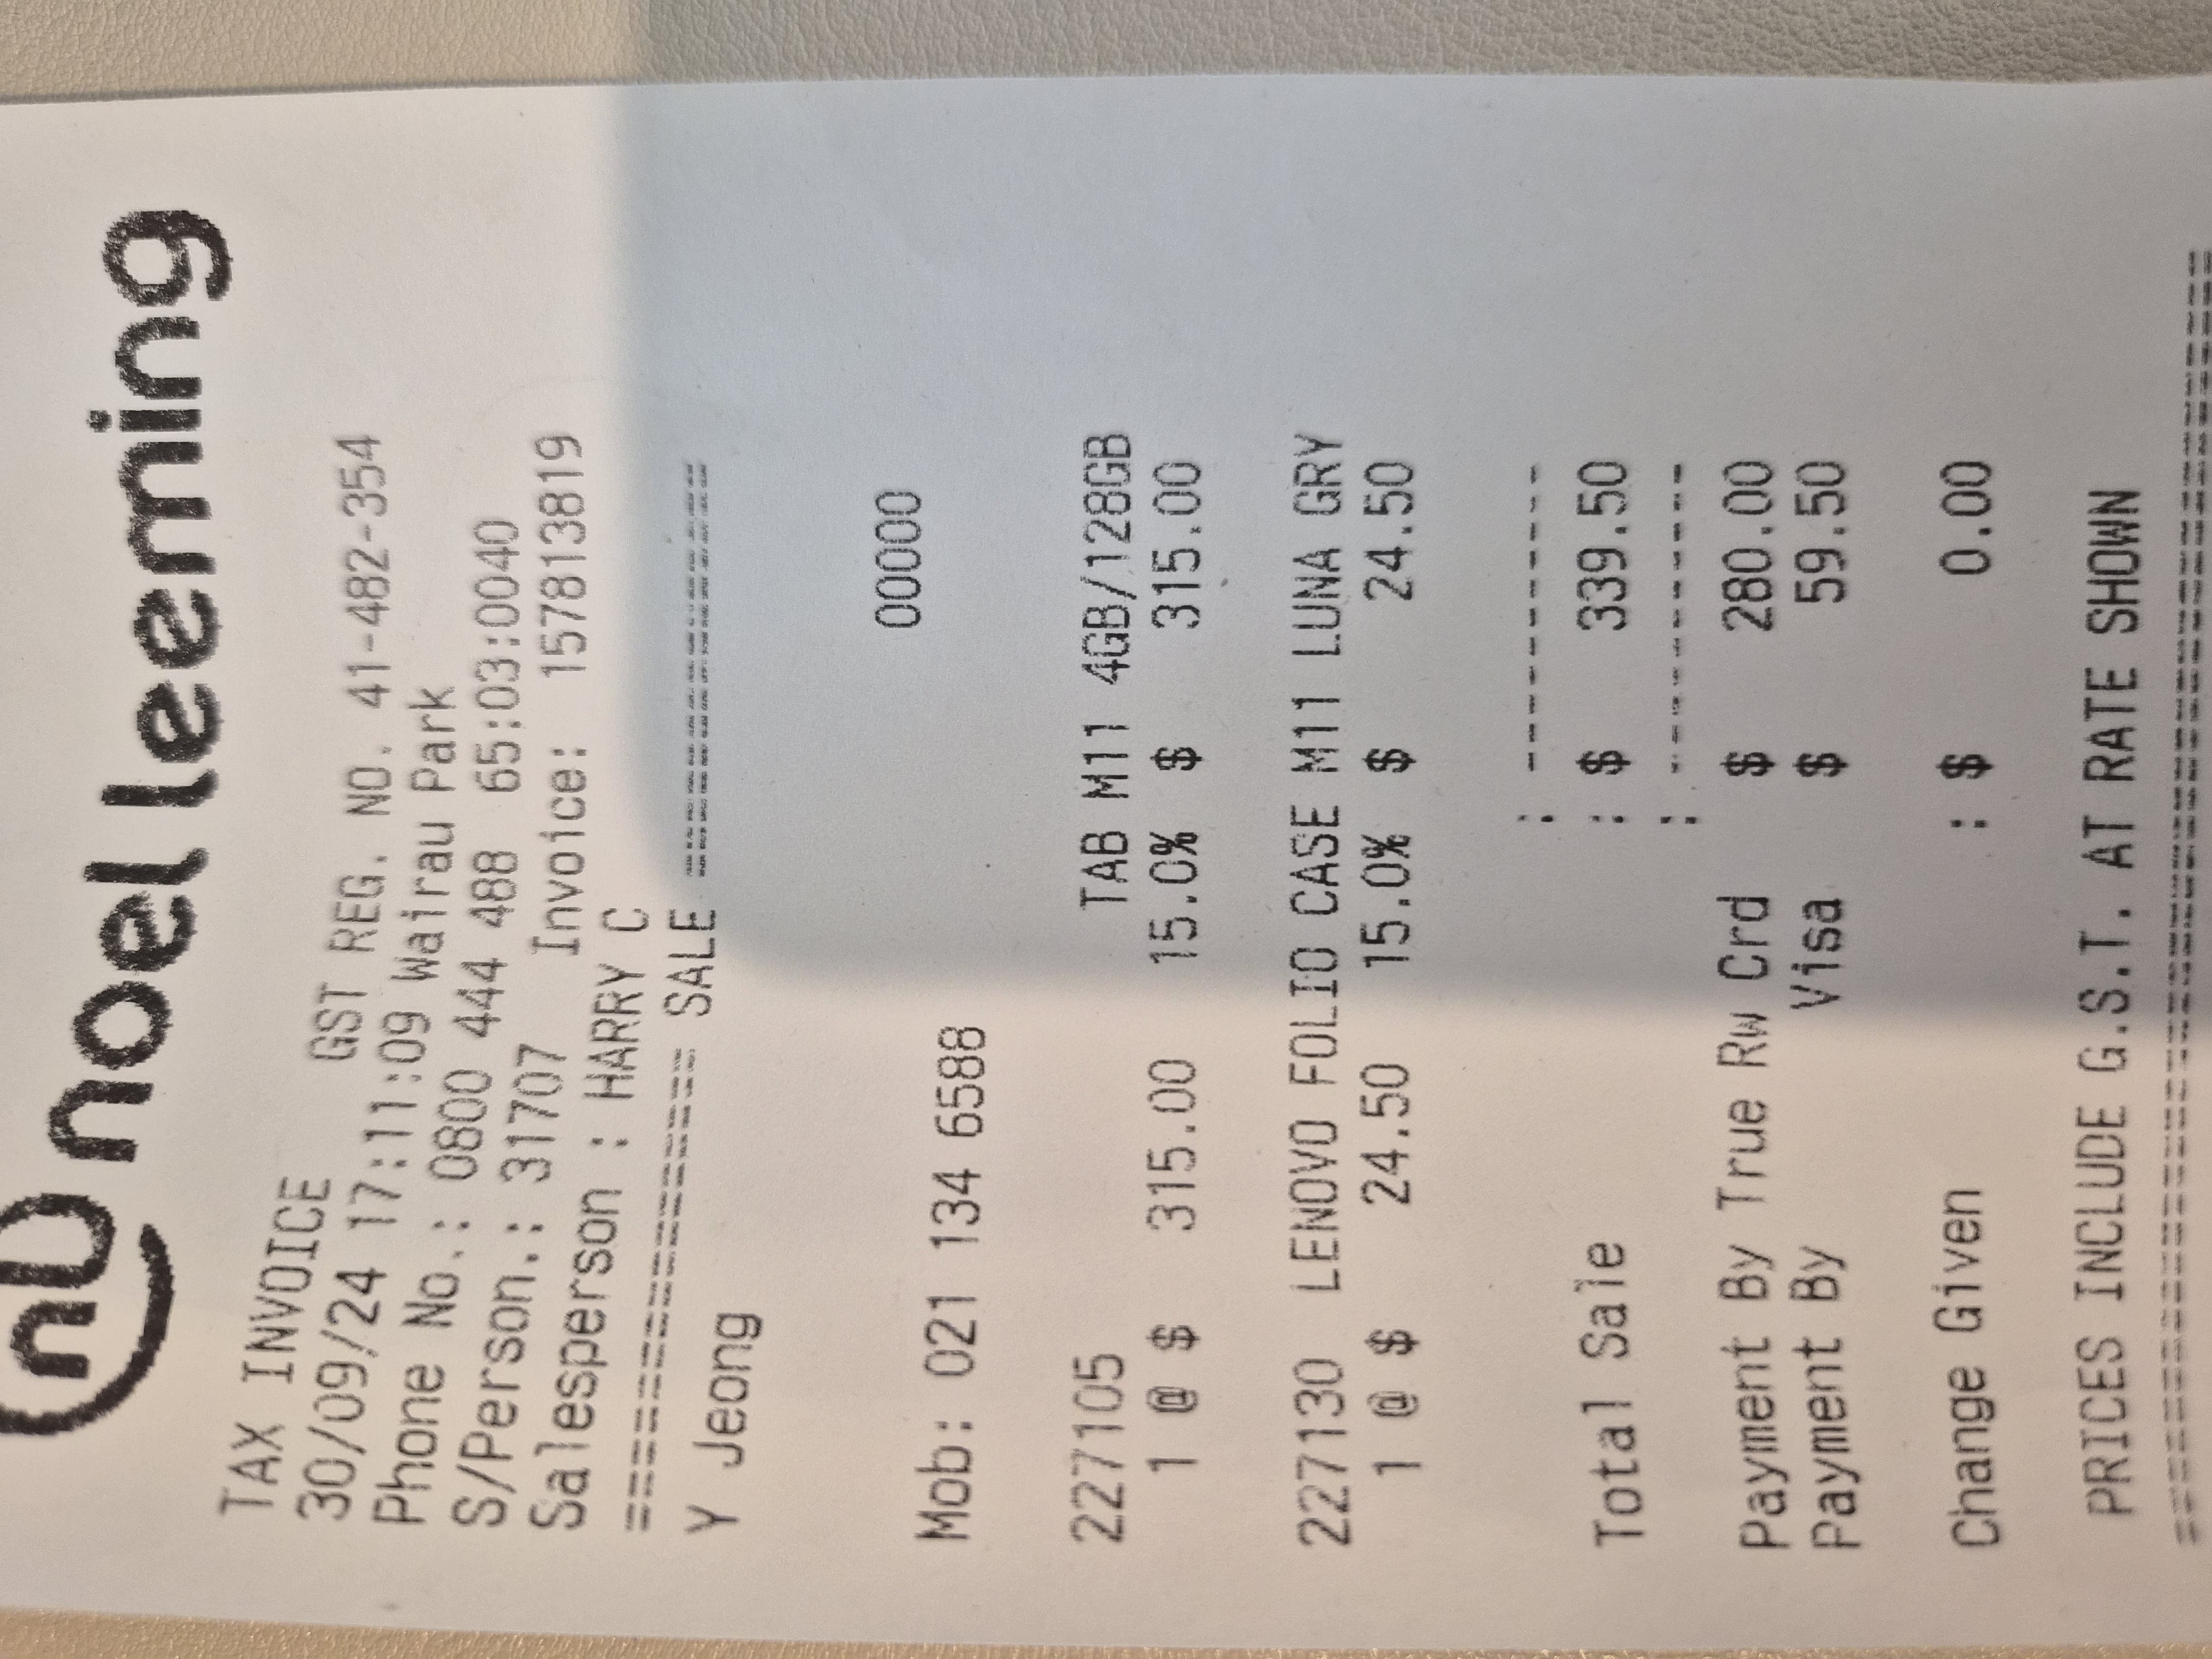 nl noel leeming
TAX INVOICE GST REG. NO. 41-482-354
30/09/24 17:11:09 Wairau Park
Phone No.: 0800 444 488 65:03:0040
S/Person.: 31707 Invoice: 157813819
Salesperson : HARRY C
================= SALE ===============
Y Jeong
00000
Mob: 021 134 6588
227105 TAB M11 4GB/128GB
1 @ $ 315.00 15.0% $ 315.00
227130 LENOVO FOLIO CASE M11 LUNA GRY
1 @ $ 24.50 15.0% $ 24.50
: -----------
Total Sale : $ 339.50
: -----------
Payment By True Rw Crd $ 280.00
Payment By Visa $ 59.50
Change Given : $ 0.00
PRICES INCLUDE G.S.T. AT RATE SHOWN
==============================================